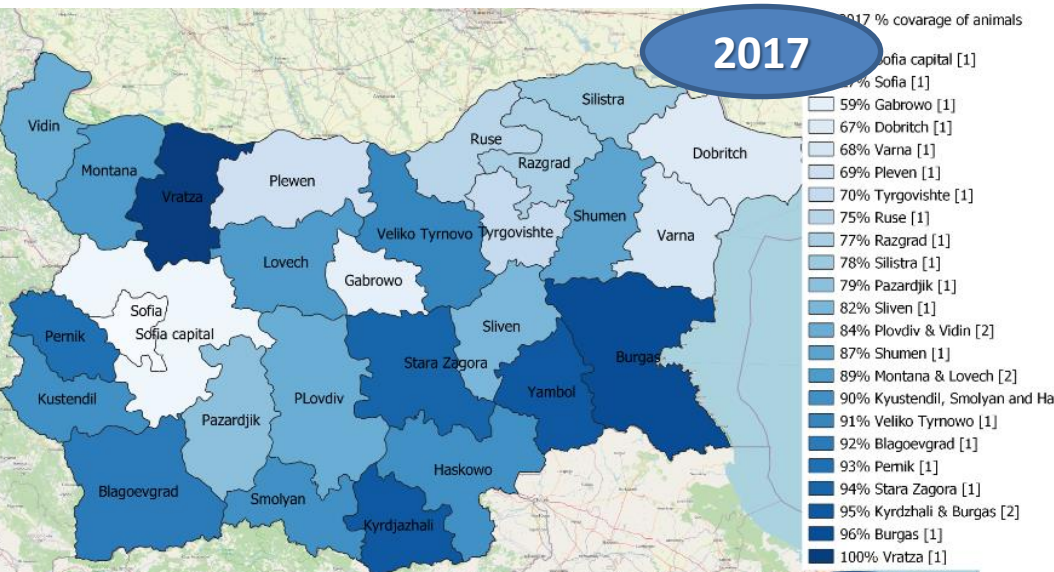 2017
2017 % covarage of animals
Sofia capital [1]
% Sofia [1]
59% Gabrowo [1]
67% Dobritch [1]
68% Varna [1]
69% Pleven [1]
70% Tyrgovishte [1]
75% Ruse [1]
77% Razgrad [1]
78% Silistra [1]
79% Pazardjik [1]
82% Sliven [1]
84% Plovdiv & Vidin [2]
87% Shumen [1]
89% Montana & Lovech [2]
90% Kyustendil, Smolyan and Ha
91% Veliko Tyrnowo [1]
92% Blagoevgrad [1]
93% Pernik [1]
94% Stara Zagora [1]
95% Kyrdzhali & Burgas [2]
96% Burgas [1]
100% Vratza [1]
Silistra
Vidin
Ruse
Dobritch
Razgrad
Montana
Plewen
Vratza
Shumen
Veliko Tyrnovo
Tyrgovishte
Varna
Lovech
Gabrowo
Sofia
Sofia capital
Pernik
Sliven
Burgas
Stara Zagora
Yambol
Kustendil
PLovdiv
Pazardjik
Haskowo
Blagoevgrad
Smolyan
Kyrdjazhali